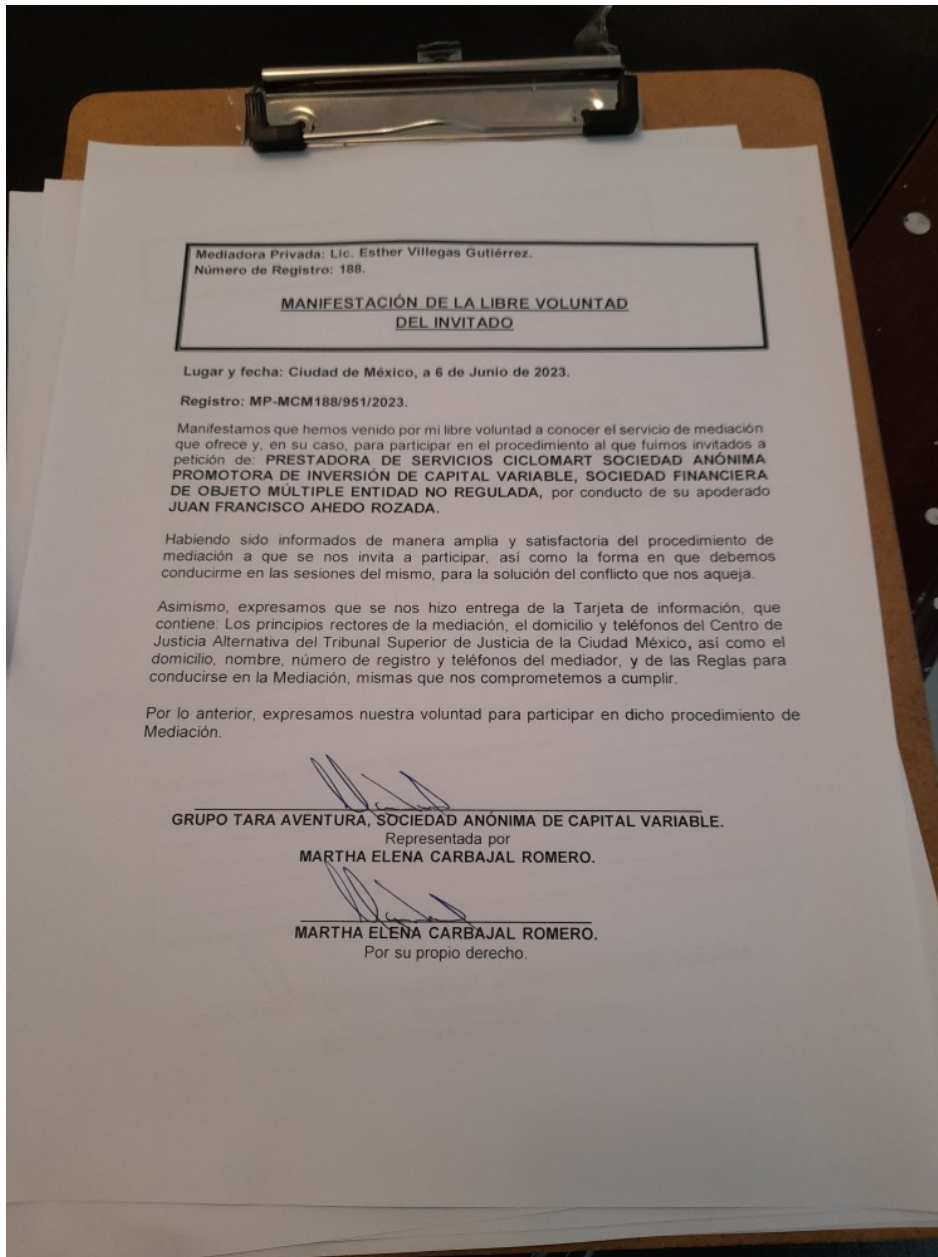 Mediadora Privada: Lic. Esther Villegas Gutiérrez.
Número de Registro: 188.
MANIFESTACIÓN DE LA LIBRE VOLUNTAD
DEL INVITADO
Lugar y fecha: Ciudad de México, a 6 de Junio de 2023.
Registro: MP-MCM188/951/2023.
Manifestamos que hemos venido por mi libre voluntad a conocer el servicio de mediación
que ofrece y, en su caso, para participar en el procedimiento al que fuimos invitados a
petición de: PRESTADORA DE SERVICIOS CICLOMART SOCIEDAD ANÓNIMA
PROMOTORA DE INVERSIÓN DE CAPITAL VARIABLE, SOCIEDAD FINANCIERA
DE OBJETO MÚLTIPLE ENTIDAD NO REGULADA, por conducto de su apoderado
JUAN FRANCISCO AHEDO ROZADA.
Habiendo sido informados de manera amplia y satisfactoria del procedimiento de
mediación a que se nos invita a participar, así como la forma en que debemos
conducirme en las sesiones del mismo, para la solución del conflicto que nos aqueja.
Asimismo, expresamos que se nos hizo entrega de la Tarjeta de información, que
contiene: Los principios rectores de la mediación, el domicilio y teléfonos del Centro de
Justicia Alternativa del Tribunal Superior de Justicia de la Ciudad México, así como el
domicilio, nombre, número de registro y teléfonos del mediador, y de las Reglas para
conducirse en la Mediación, mismas que nos comprometemos a cumplir.
Por lo anterior, expresamos nuestra voluntad para participar en dicho procedimiento de
Mediación.
GRUPO TARA AVENTURA, SOCIEDAD ANÓNIMA DE CAPITAL VARIABLE.
Representada por
MARTHA ELENA CARBAJAL ROMERO.
MARTHA ELENA CARBAJAL ROMERO.
Por su propio derecho.